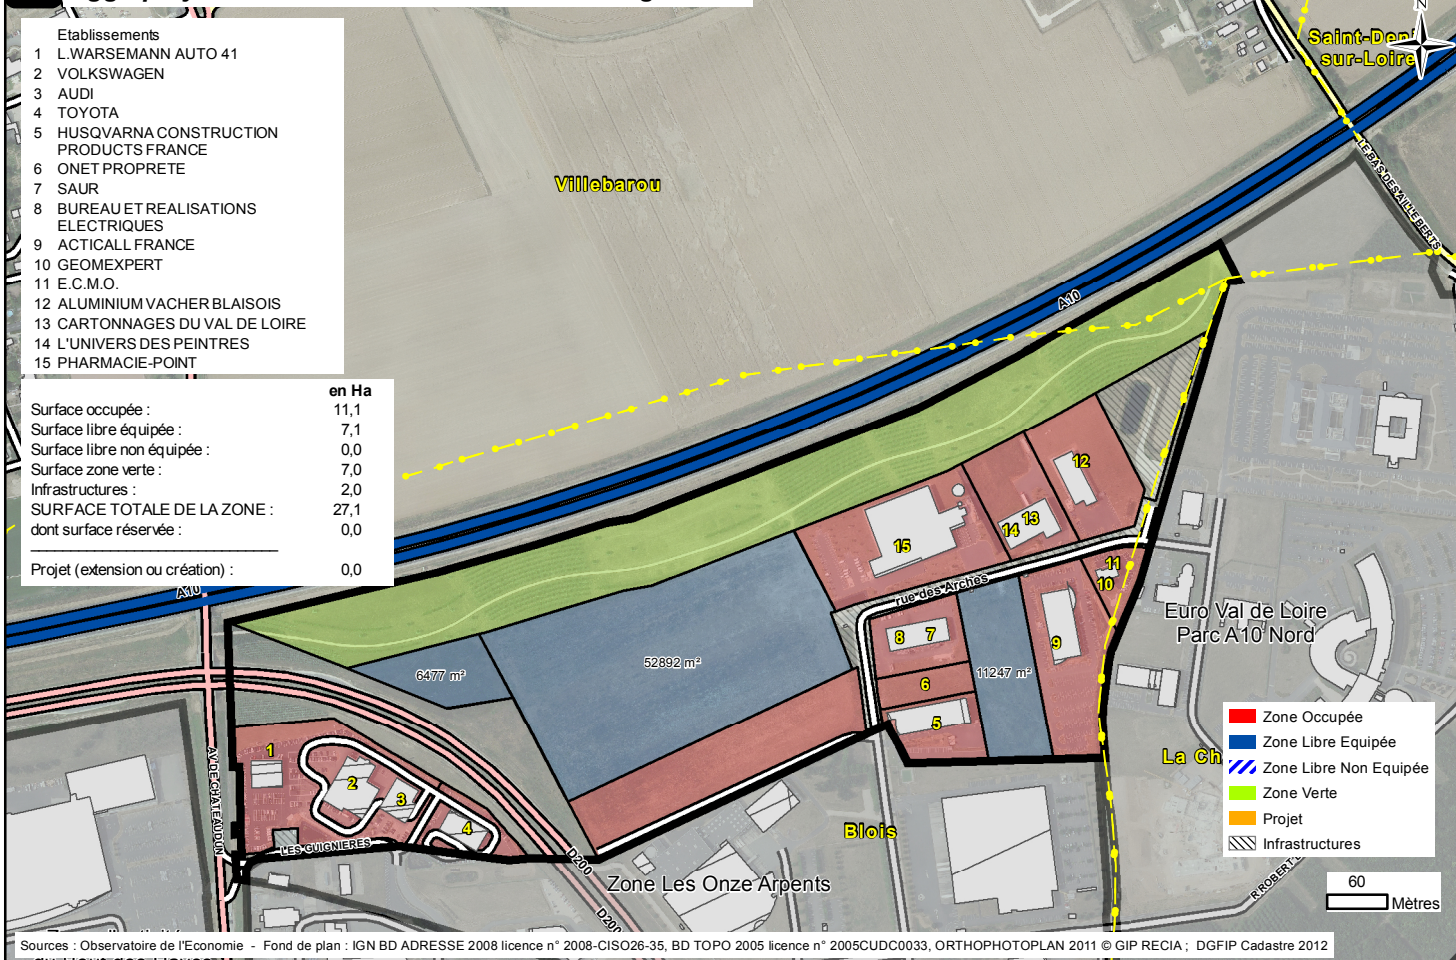 Etablissements
1 L.WARSEMANN AUTO 41
2 VOLKSWAGEN
3 AUDI
4 TOYOTA
5 HUSQVARNA CONSTRUCTION
PRODUCTS FRANCE
6 ONET PROPRETE
7 SAUR
8 BUREAU ET REALISATIONS
ELECTRIQUES
9 ACTICALL FRANCE
10 GEOMEXPERT
11 E.C.M.O.
12 ALUMINIUM VACHER BLAISOIS
13 CARTONNAGES DU VAL DE LOIRE
14 L'UNIVERS DES PEINTRES
15 PHARMACIE-POINT
en Ha
Surface occupée : 11,1
Surface libre équipée : 7,1
Surface libre non équipée : 0,0
Surface zone verte : 7,0
Infrastructures : 2,0
SURFACE TOTALE DE LA ZONE : 27,1
dont surface réservée : 0,0
Projet (extension ou création) : 0,0
N
sur-Loire
Villebarou
LE BAS DES AILLEBERTS
A10
A10
12
13
14
15
rue des Arches
11
10
8 7
9
6
5
52892 m²
6477 m²
11247 m²
Euro Val de Loire
Parc A10 Nord
1
2
3
4
AV DE CHATEAUDUN
LES GUIGNIERES
D200
D200
Blois
Zone Les Onze Arpents
La
Zone Occupée
Zone Libre Equipée
Zone Libre Non Equipée
Zone Verte
Projet
Infrastructures
60
Mètres
Sources : Observatoire de l'Economie - Fond de plan : IGN BD ADRESSE 2008 licence n° 2008-CISO26-35, BD TOPO 2005 licence n° 2005CUDC0033, ORTHOPHOTOPLAN 2011 © GIP RECIA ; DGFIP Cadastre 2012